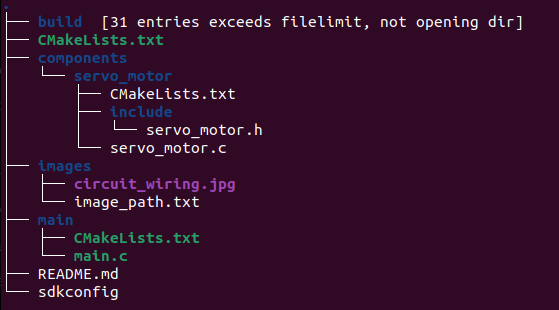 .
├── build  [31 entries exceeds filelimit, not opening dir]
├── CMakeLists.txt
├── components
│   └── servo_motor
│       ├── CMakeLists.txt
│       ├── include
│       │   └── servo_motor.h
│       └── servo_motor.c
├── images
│   ├── circuit_wiring.jpg
│   └── image_path.txt
├── main
│   ├── CMakeLists.txt
│   └── main.c
├── README.md
└── sdkconfig